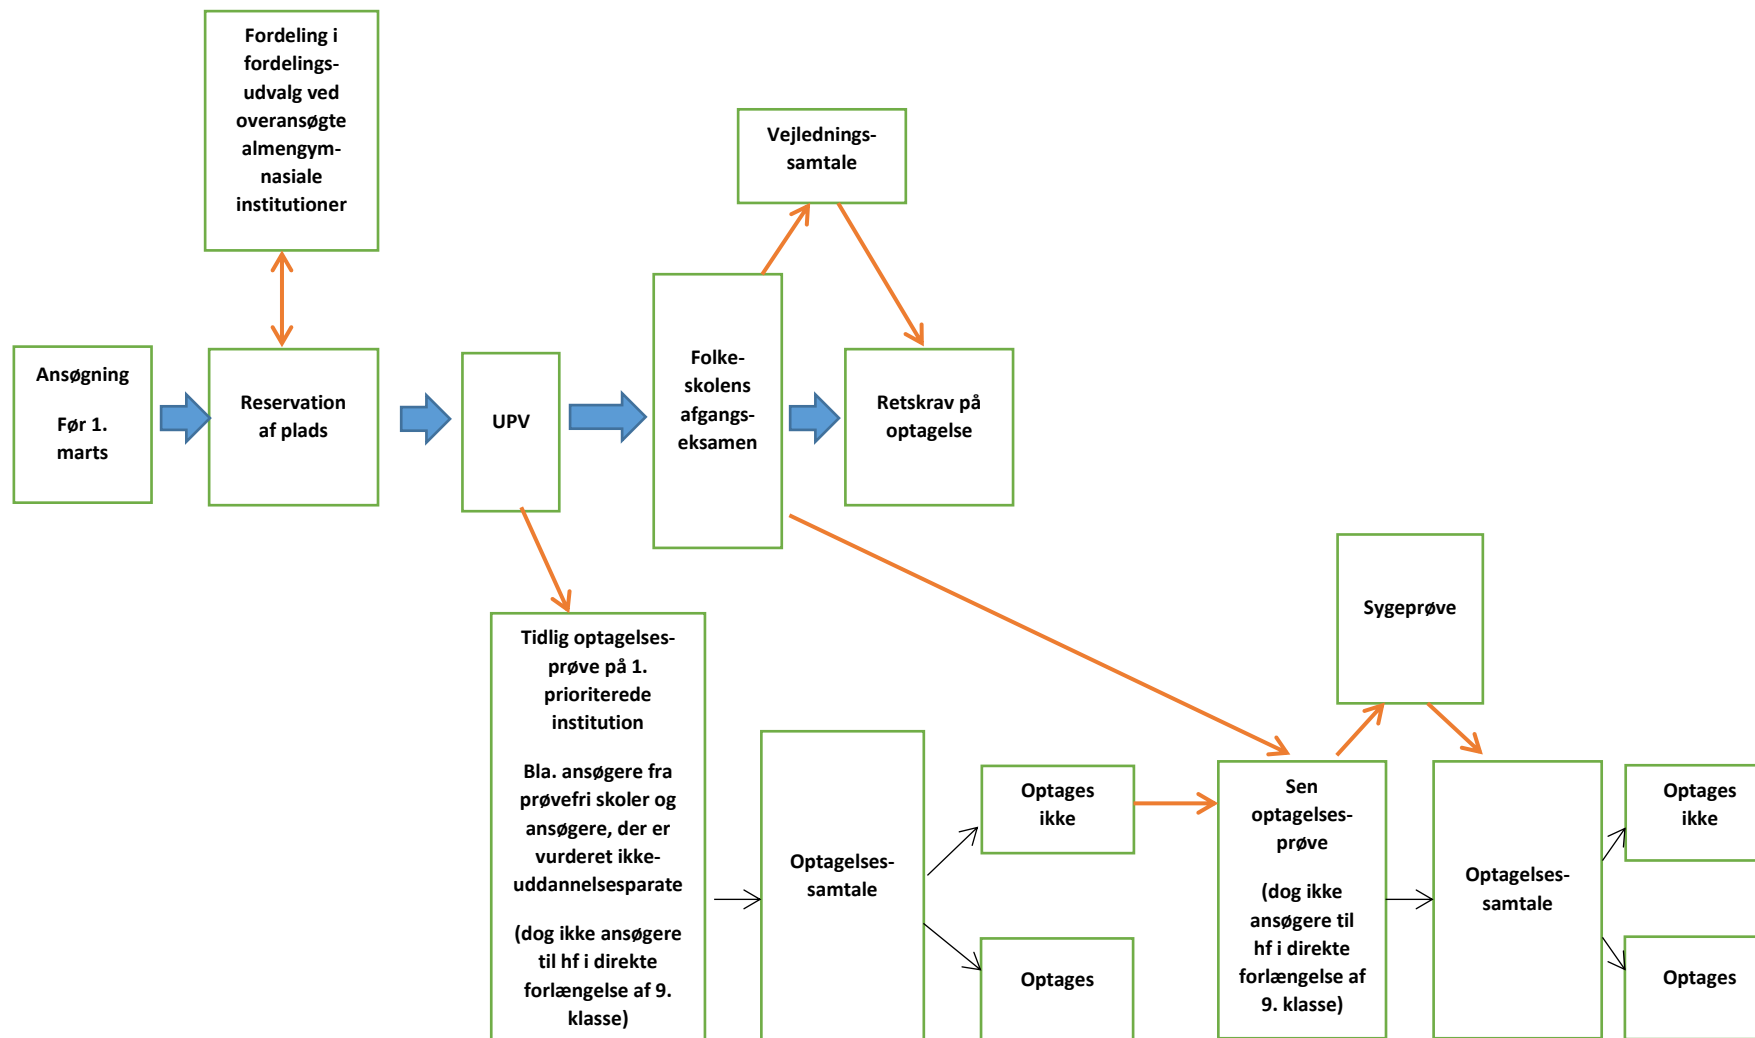 Fordeling i
fordelings-
udvalg ved
overansøgte
almengym-
nasiale
institutioner
Vejlednings-
samtale
Ansøgning
Før 1.
marts
Reservation
af plads
UPV
Folke-
skolens
afgangs-
eksamen
Retskrav på
optagelse
Sygeprøve
Tidlig optagelses-
prøve på 1.
prioriterede
institution
Bla. ansøgere fra
prøvefri skoler og
ansøgere, der er
vurderet ikke-
uddannelsesparate
(dog ikke ansøgere
til hf i direkte
forlængelse af 9.
klasse)
Optagelses-
samtale
Optages
ikke
Optages
Sen
optagelses-
prøve
(dog ikke
ansøgere til
hf i direkte
forlængelse af
9. klasse)
Optagelses-
samtale
Optages
ikke
Optages